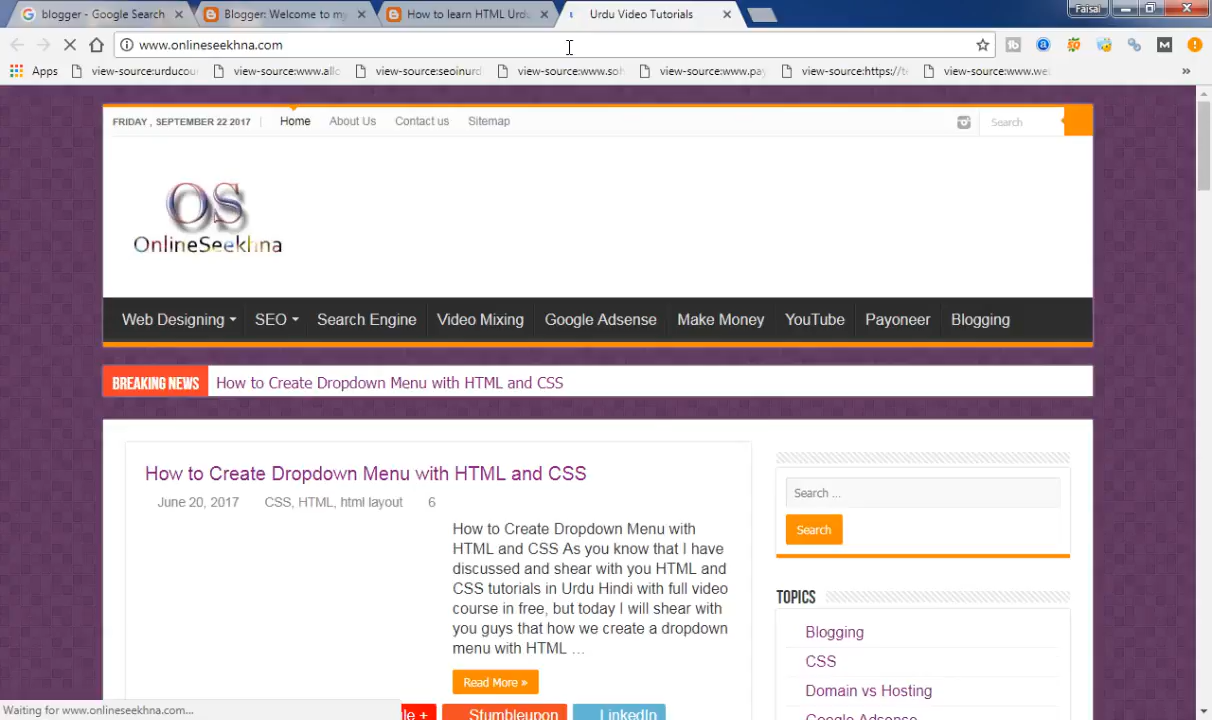 blogger - Google Search
Blogger: Welcome to my
How to learn HTML Urdu
Urdu Video Tutorials
Faisal
www.onlineseekhna.com
Apps
view-source:urducou
view-source:www.allc
view-source:seoinurd
view-source:www.soh
view-source:www.pay
view-source:https://te
view-source:www.we
»
FRIDAY , SEPTEMBER 22 2017
Home
About Us
Contact us
Sitemap
Search
OS
OnlineSeekhna
Web Designing
SEO
Search Engine
Video Mixing
Google Adsense
Make Money
YouTube
Payoneer
Blogging
BREAKING NEWS
How to Create Dropdown Menu with HTML and CSS
How to Create Dropdown Menu with HTML and CSS
June 20, 2017
CSS, HTML, html layout
6
How to Create Dropdown Menu with
HTML and CSS As you know that I have
discussed and shear with you HTML and
CSS tutorials in Urdu Hindi with full video
course in free, but today I will shear with
you guys that how we create a dropdown
menu with HTML …
Read More »
gle +
Stumbleupon
LinkedIn
Search ...
Search
TOPICS
Blogging
CSS
Domain vs Hosting
Google Adsense
Waiting for www.onlineseekhna.com...